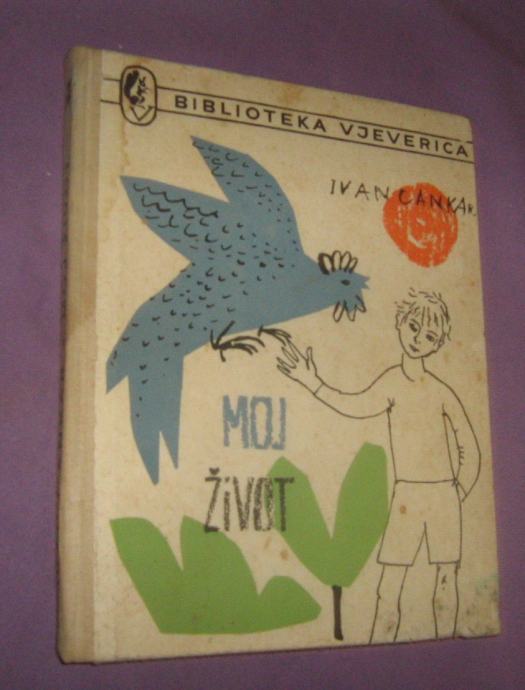 BIBLIOTEKA VJEVERICA
IVAN CANKAR
MOJ
ŽIVOT